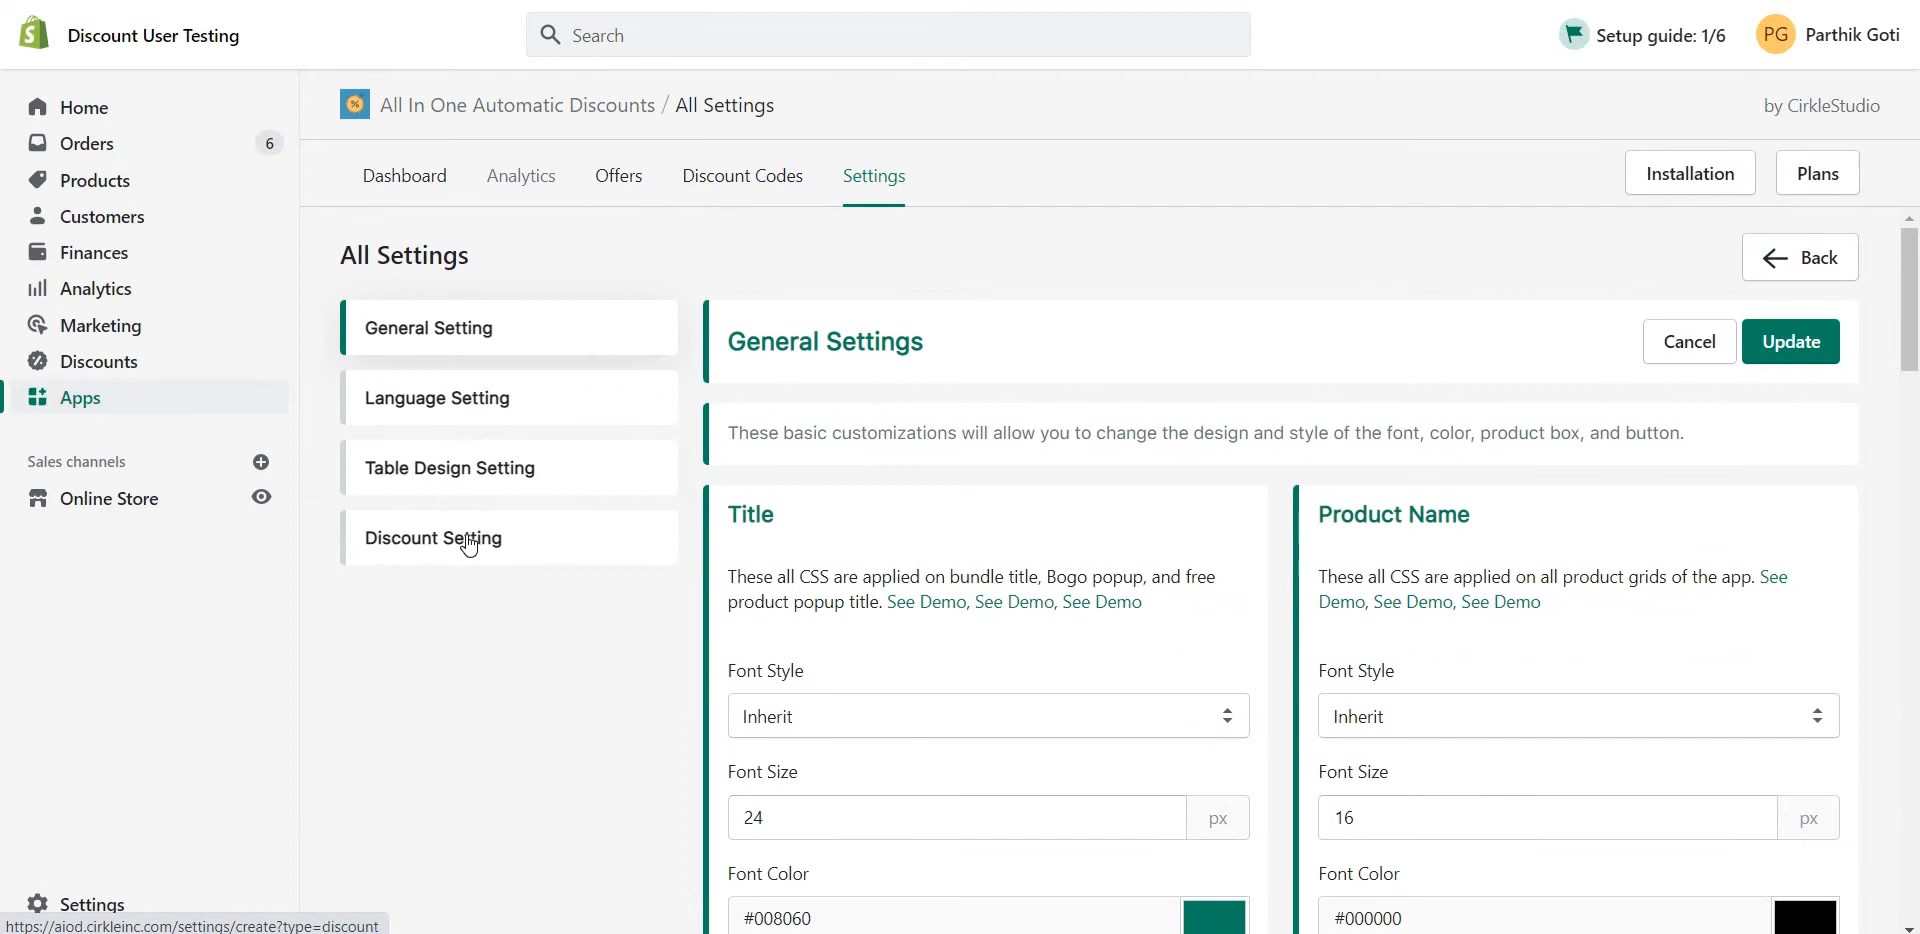 Discount User Testing
Search
Setup guide: 1/6
PG
Parthik Goti
Home
Orders
6
Products
Customers
Finances
Analytics
Marketing
Discounts
Apps
Sales channels
Online Store
Settings
https://aiod.cirkleinc.com/settings/create?type=discount
All In One Automatic Discounts / All Settings
by CirkleStudio
Dashboard
Analytics
Offers
Discount Codes
Settings
Installation
Plans
All Settings
Back
General Setting
Language Setting
Table Design Setting
Discount Setting
General Settings
Cancel
Update
These basic customizations will allow you to change the design and style of the font, color, product box, and button.
Title
These all CSS are applied on bundle title, Bogo popup, and free
product popup title. See Demo, See Demo, See Demo
Font Style
Inherit
Font Size
24
px
Font Color
#008060
Product Name
These all CSS are applied on all product grids of the app. See
Demo, See Demo, See Demo
Font Style
Inherit
Font Size
16
px
Font Color
#000000